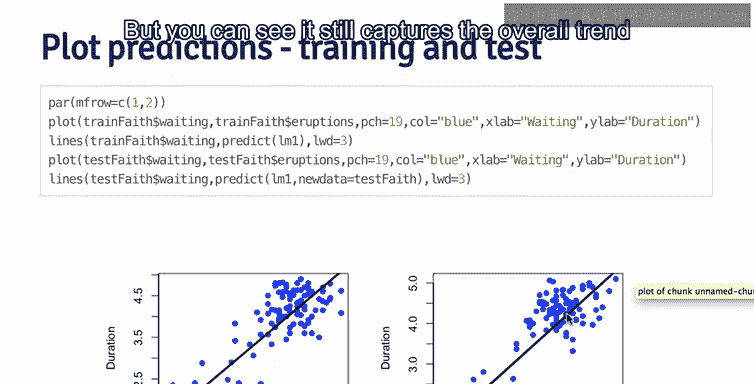 But you can see it still captures the overall trend
Plot predictions - training and test
par(mfrow=c(1,2))
plot(trainFaith$waiting,trainFaith$eruptions,pch=19,col="blue",xlab="Waiting",ylab="Duration")
lines(trainFaith$waiting,predict(lm1),lwd=3)
plot(testFaith$waiting,testFaith$eruptions,pch=19,col="blue",xlab="Waiting",ylab="Duration")
lines(testFaith$waiting,predict(lm1,newdata=testFaith),lwd=3)
Duration
4.5
3.5
2.5
Duration
5.0
4.0
3.0
plot of chunk unnamed-chu